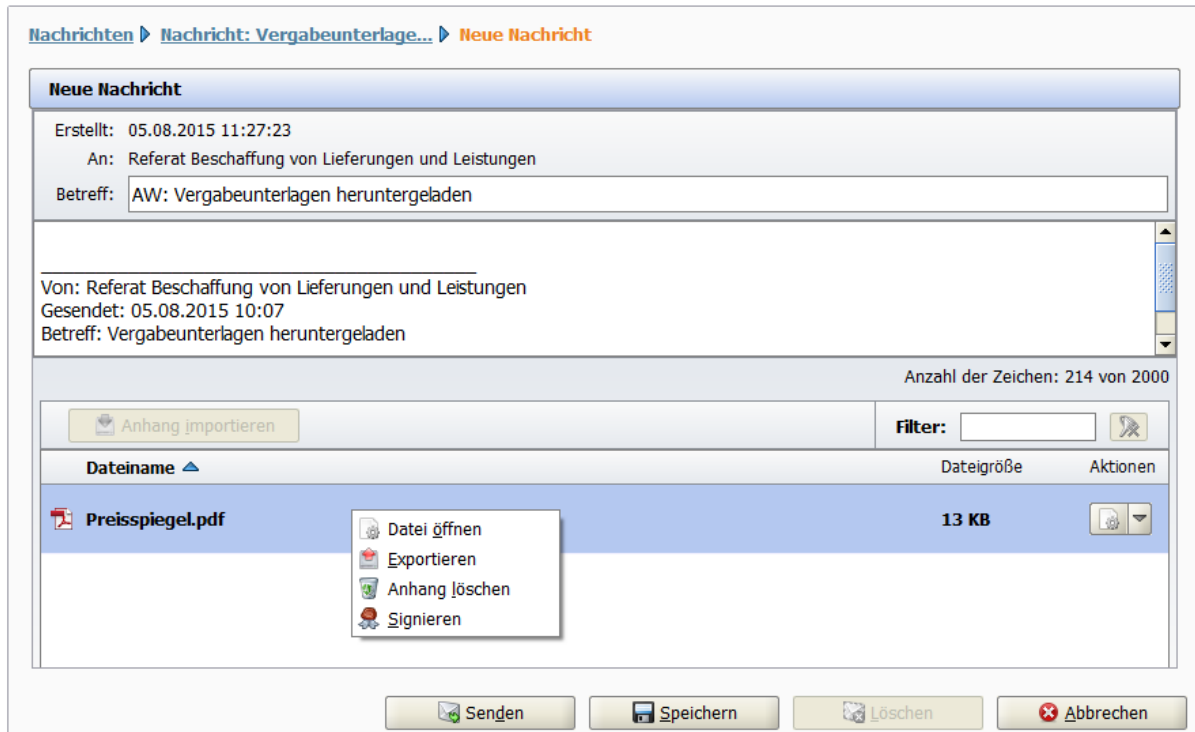 Nachrichten Nachricht: Vergabeunterlage... Neue Nachricht
Neue Nachricht
Erstellt: 05.08.2015 11:27:23
An: Referat Beschaffung von Lieferungen und Leistungen
Betreff: AW: Vergabeunterlagen heruntergeladen
Von: Referat Beschaffung von Lieferungen und Leistungen
Gesendet: 05.08.2015 10:07
Betreff: Vergabeunterlagen heruntergeladen
Anzahl der Zeichen: 214 von 2000
Anhang importieren Filter:
Dateiname Dateigröße Aktionen
Preisspiegel.pdf 13 KB
Datei öffnen
Exportieren
Anhang löschen
Signieren
Senden Speichern Löschen Abbrechen